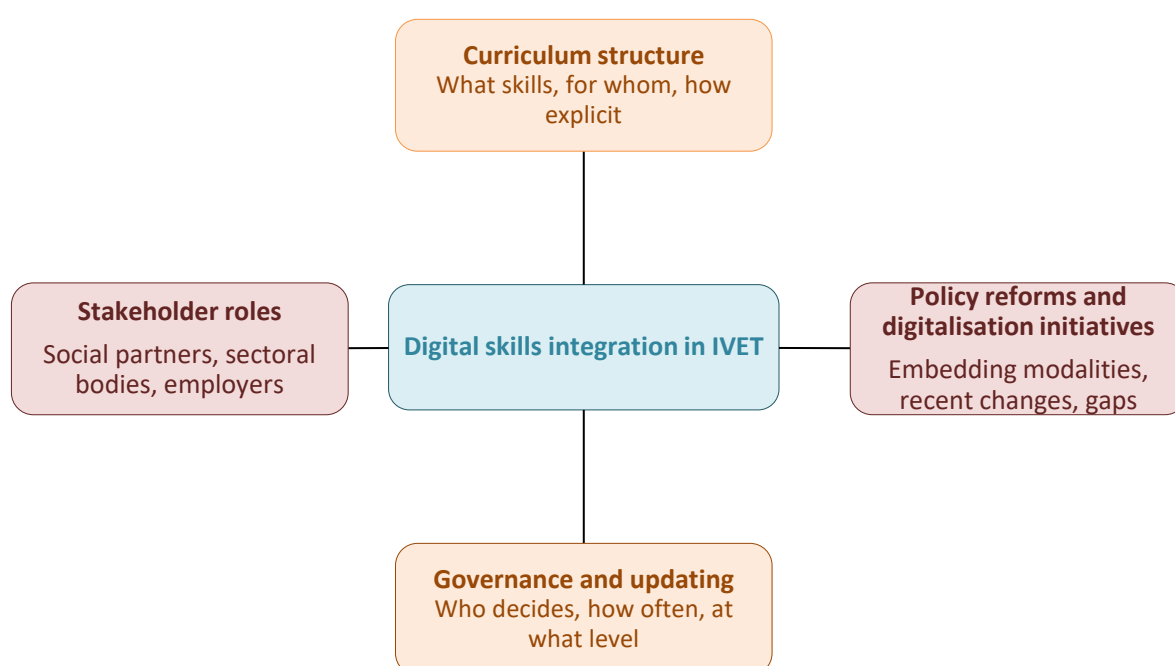 Curriculum structure
What skills, for whom, how
explicit
Stakeholder roles
Social partners, sectoral
bodies, employers
Digital skills integration in IVET
Policy reforms and
digitalisation initiatives
Embedding modalities,
recent changes, gaps
Governance and updating
Who decides, how often, at
what level